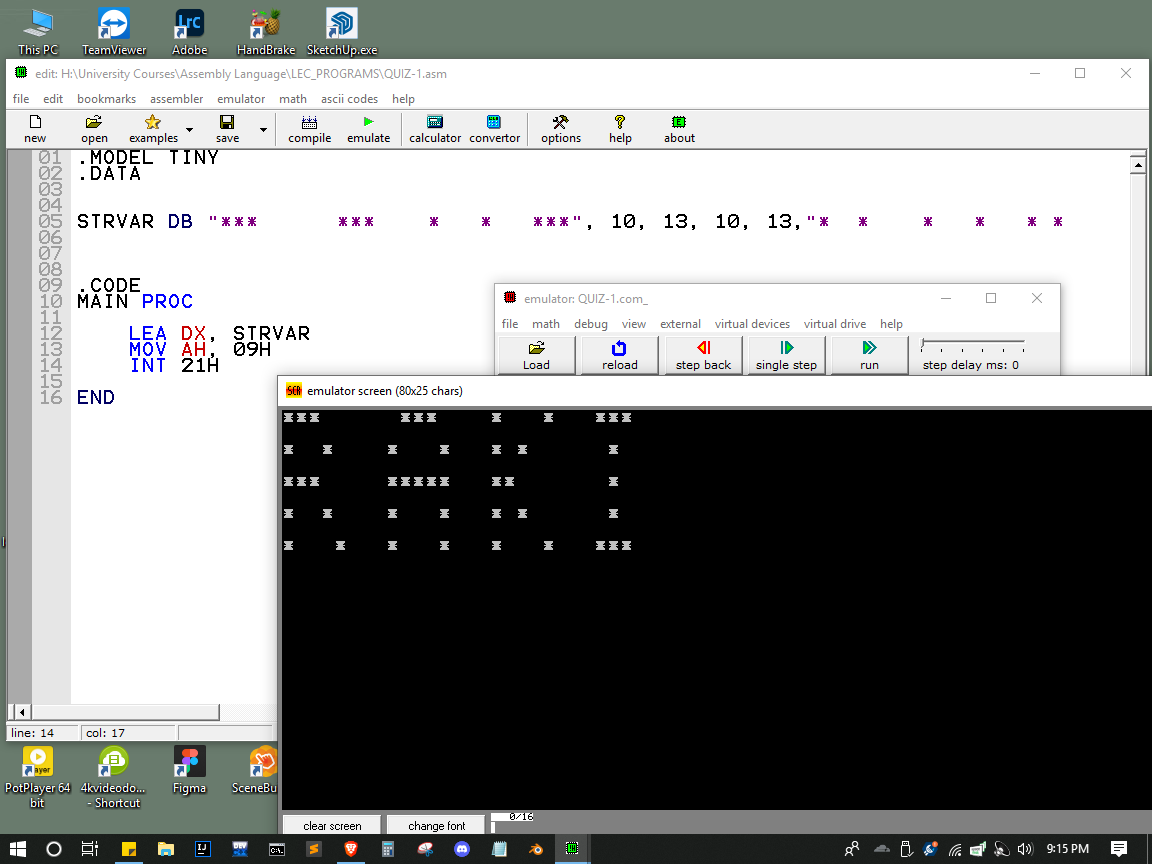 This PC TeamViewer Adobe HandBrake SketchUp.exe
edit: H:\University Courses\Assembly Language\LEC_PROGRAMS\QUIZ-1.asm
file edit bookmarks assembler emulator math ascii codes help
new open examples save compile emulate calculator convertor options help about
01 .MODEL TINY
02 .DATA
03
04
05 STRVAR DB "***      ***    *   *   ***", 10, 13, 10, 13,"*  *    *   *   * *
06
07
08
09 .CODE
10 MAIN PROC
11
12 LEA DX, STRVAR
13 MOV AH, 09H
14 INT 21H
15
16 END
emulator: QUIZ-1.com_
file math debug view external virtual devices virtual drive help
Load reload step back single step run step delay ms: 0
SCR emulator screen (80x25 chars)
***      ***    *   *   ***
*  *    *   *   * *      *
***     *****   **       *
*  *    *   *   * *      *
*   *   *   *   *   *   ***
clear screen change font 0/16
line: 14 col: 17
PotPlayer 64 bit
4kvideodo... - Shortcut
Figma
SceneBu
9:15 PM